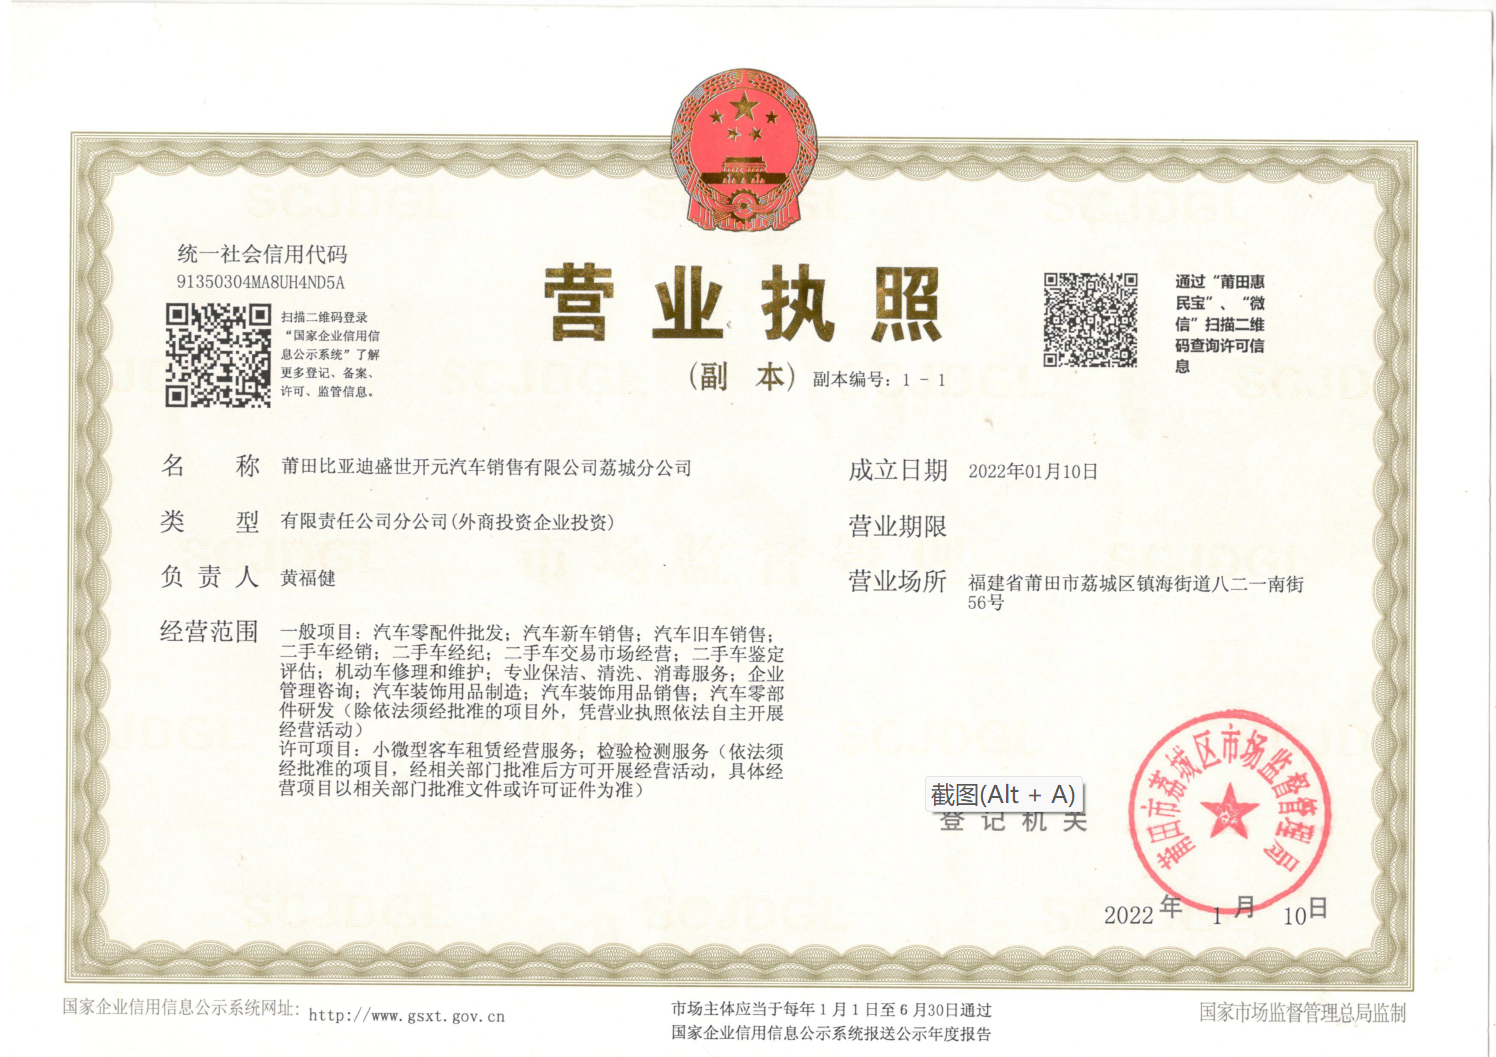 统一社会信用代码
91350304MA8UH4ND5A
扫描二维码登录
“国家企业信用信
息公示系统”了解
更多登记、备案、
许可、监管信息。
营业执照
(副 本) 副本编号：1 - 1
通过“莆田惠
民宝”、“微
信”扫描二维
码查询许可信
息
名 称 莆田比亚迪盛世开元汽车销售有限公司荔城分公司
类 型 有限责任公司分公司(外商投资企业投资)
负 责 人 黄福健
经营范围 一般项目：汽车零配件批发；汽车新车销售；汽车旧车销售；
二手车经销；二手车经纪；二手车交易市场经营；二手车鉴定
评估；机动车修理和维护；专业保洁、清洗、消毒服务；企业
管理咨询；汽车装饰用品制造；汽车装饰用品销售；汽车零部
件研发（除依法须经批准的项目外，凭营业执照依法自主开展
经营活动）
许可项目：小微型客车租赁经营服务；检验检测服务（依法须
经批准的项目，经相关部门批准后方可开展经营活动，具体经
营项目以相关部门批准文件或许可证件为准）
成立日期 2022年01月10日
营业期限
营业场所 福建省莆田市荔城区镇海街道八二一南街
56号
截图(Alt + A)
登 记 机 关
莆田市荔城区市场监督管理局
2022 年 1 月 10 日
国家企业信用信息公示系统网址：http://www.gsxt.gov.cn
市场主体应当于每年1月1日至6月30日通过
国家企业信用信息公示系统报送公示年度报告
国家市场监督管理总局监制
SCJDGL